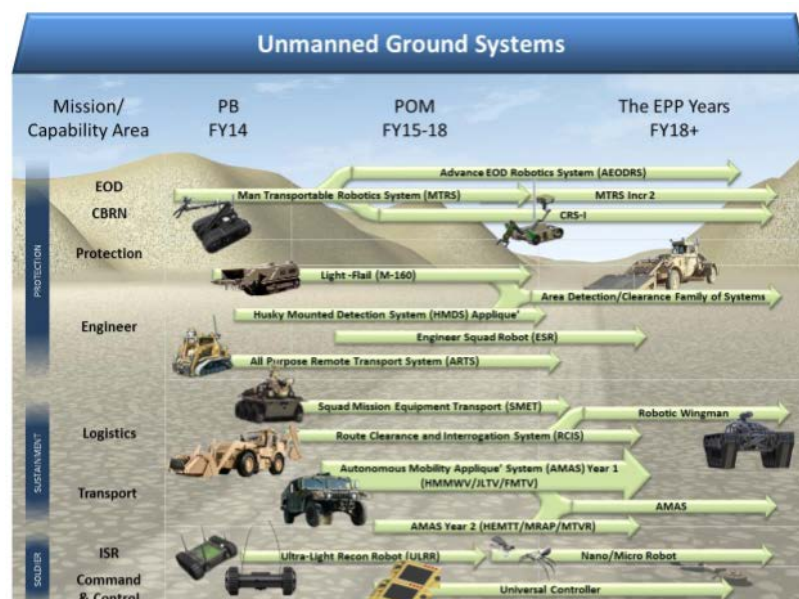 Unmanned Ground Systems
Mission/
Capability Area
PB
FY14
POM
FY15-18
The EPP Years
FY18+
PROTECTION
EOD
CBRN
Protection
Engineer
Advance EOD Robotics System (AEODRS)
Man Transportable Robotics System (MTRS)
MTRS Incr 2
CRS-I
Light -Flail (M-160)
Area Detection/Clearance Family of Systems
Husky Mounted Detection System (HMDS) Applique’
Engineer Squad Robot (ESR)
All Purpose Remote Transport System (ARTS)
SUSTAINMENT
Logistics
Transport
Squad Mission Equipment Transport (SMET)
Robotic Wingman
Route Clearance and Interrogation System (RCIS)
Autonomous Mobility Applique’ System (AMAS) Year 1
(HMMWV/JLTV/FMTV)
AMAS
AMAS Year 2 (HEMTT/MRAP/MTVR)
SOLDIER
ISR
Command
& Control
Ultra-Light Recon Robot (ULRR)
Nano/Micro Robot
Universal Controller